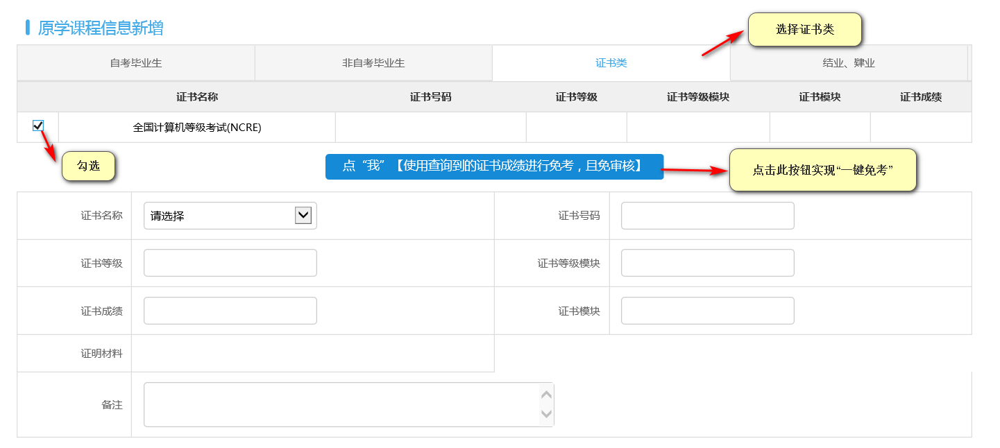 原学课程信息新增
选择证书类
自考毕业生
非自考毕业生
证书类
结业、肄业
证书名称
证书号码
证书等级
证书等级模块
证书模块
证书成绩
全国计算机等级考试(NCRE)
勾选
点“我”【使用查询到的证书成绩进行免考，且免审核】
点击此按钮实现“一键免考”
证书名称
请选择
证书号码
证书等级
证书等级模块
证书成绩
证书模块
证明材料
备注